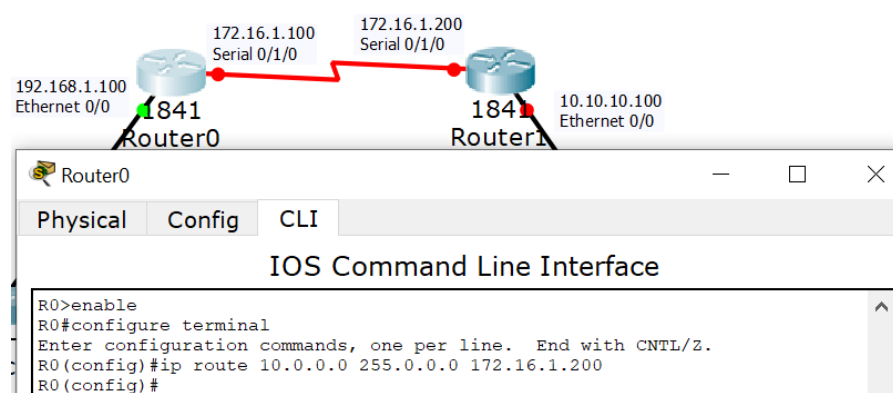 172.16.1.100
Serial 0/1/0
172.16.1.200
Serial 0/1/0
192.168.1.100
Ethernet 0/0
1841
Router0
1841
Router1
10.10.10.100
Ethernet 0/0
Router0
Physical Config CLI
IOS Command Line Interface
R0>enable
R0#configure terminal
Enter configuration commands, one per line.  End with CNTL/Z.
R0(config)#ip route 10.0.0.0 255.0.0.0 172.16.1.200
R0(config)#